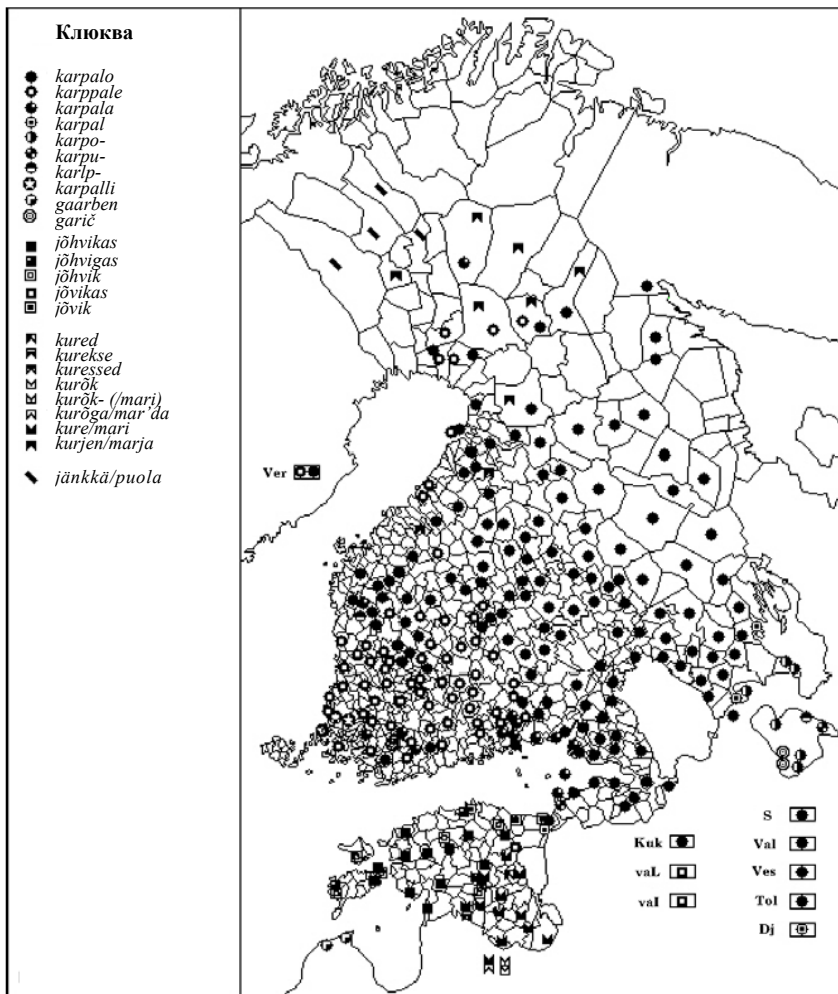 Клюква
karpalo
karppale
karpala
karpal
karpo-
karpu-
karlp-
karpalli
gaarben
garič
jõhvikas
jõhvigas
jõhvik
jõvikas
jõvik
kured
kurekse
kuressed
kurõk
kurõk- (/mari)
kurõga/mar'da
kure/mari
kurjen/marja
jänkkä/puola
Ver
Kuk
vaL
vaI
S
Val
Ves
Tol
Dj